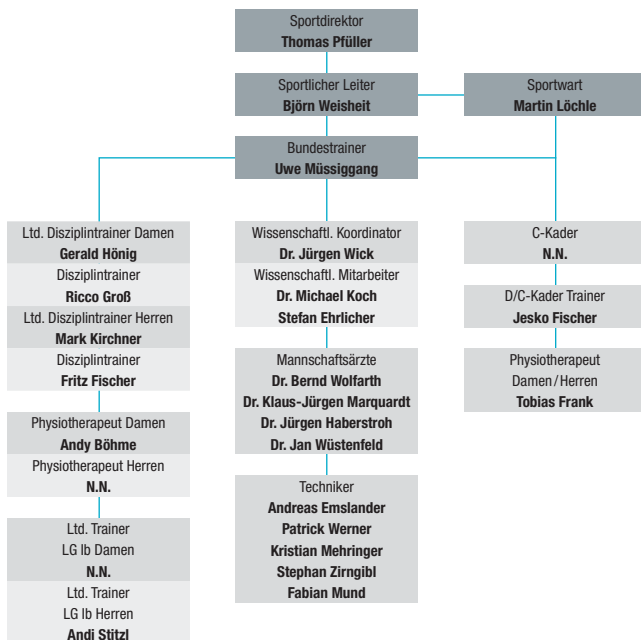 Sportdirektor
Thomas Pfüller
Sportlicher Leiter
Björn Weisheit
Sportwart
Martin Löchle
Bundestrainer
Uwe Müssiggang
Ltd. Disziplintrainer Damen
Gerald Hönig
Disziplintrainer
Ricco Groß
Ltd. Disziplintrainer Herren
Mark Kirchner
Disziplintrainer
Fritz Fischer
Physiotherapeut Damen
Andy Böhme
Physiotherapeut Herren
N.N.
Ltd. Trainer
LG Ib Damen
N.N.
Ltd. Trainer
LG Ib Herren
Andi Stitzl
Wissenschaftl. Koordinator
Dr. Jürgen Wick
Wissenschaftl. Mitarbeiter
Dr. Michael Koch
Stefan Ehrlicher
Mannschaftsärzte
Dr. Bernd Wolfarth
Dr. Klaus-Jürgen Marquardt
Dr. Jürgen Haberstroh
Dr. Jan Wüstenfeld
Techniker
Andreas Emslander
Patrick Werner
Kristian Mehringer
Stephan Zirngibl
Fabian Mund
C-Kader
N.N.
D/C-Kader Trainer
Jesko Fischer
Physiotherapeut
Damen/Herren
Tobias Frank